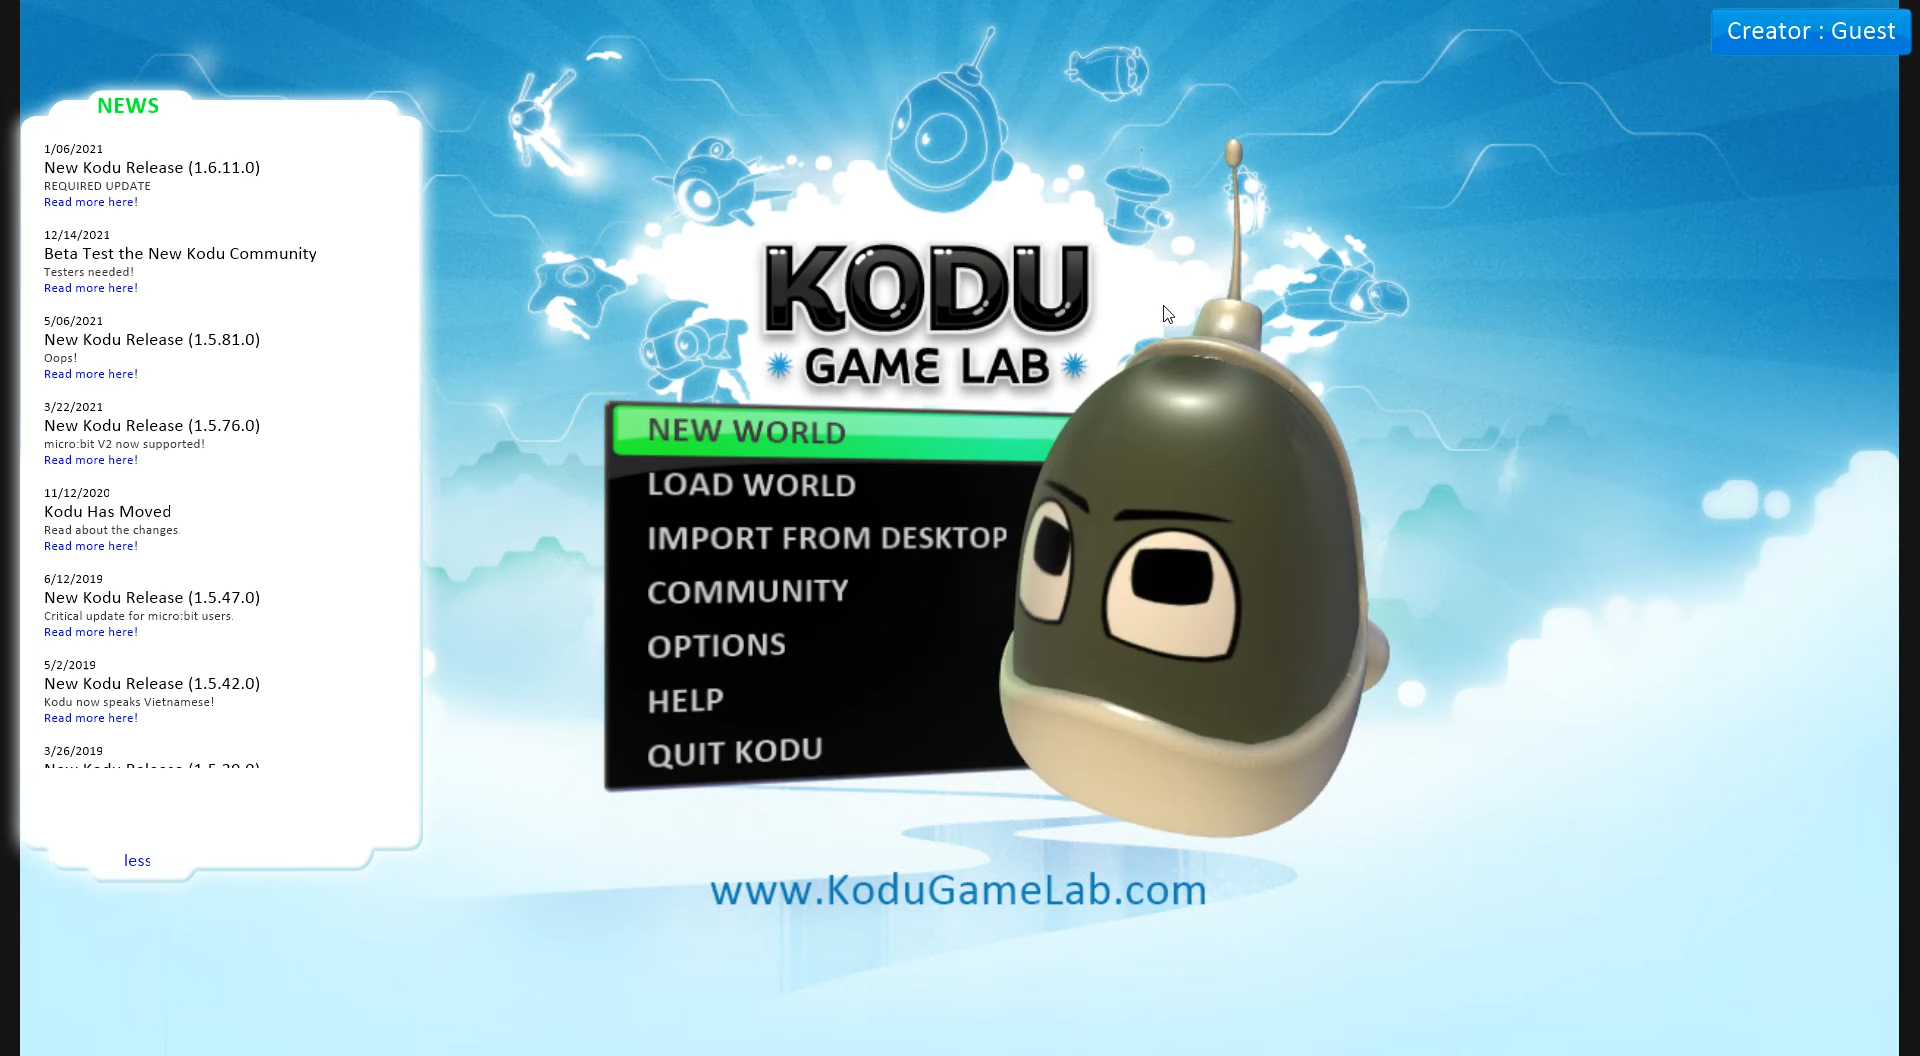 Creator : Guest
NEWS
1/06/2021
New Kodu Release (1.6.11.0)
REQUIRED UPDATE
Read more here!
12/14/2021
Beta Test the New Kodu Community
Testers needed!
Read more here!
5/06/2021
New Kodu Release (1.5.81.0)
Oops!
Read more here!
3/22/2021
New Kodu Release (1.5.76.0)
micro:bit V2 now supported!
Read more here!
11/12/2020
Kodu Has Moved
Read about the changes.
Read more here!
6/12/2019
New Kodu Release (1.5.47.0)
Critical update for micro:bit users.
Read more here!
5/2/2019
New Kodu Release (1.5.42.0)
Kodu now speaks Vietnamese!
Read more here!
3/26/2019
New Kodu Release
less
KODU
GAME LAB
NEW WORLD
LOAD WORLD
IMPORT FROM DESKTOP
COMMUNITY
OPTIONS
HELP
QUIT KODU
www.KoduGameLab.com